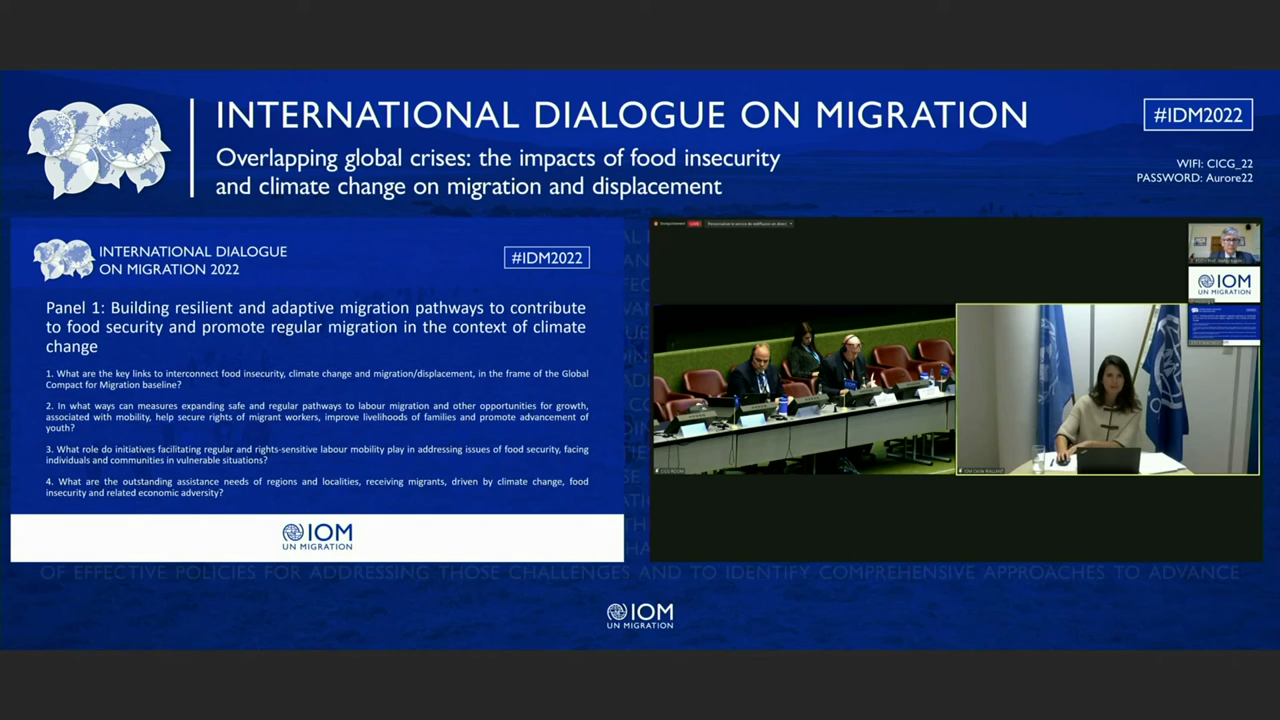 INTERNATIONAL DIALOGUE ON MIGRATION
Overlapping global crises: the impacts of food insecurity
and climate change on migration and displacement
#IDM2022
WIFI: CICG_22
PASSWORD: Aurore22
INTERNATIONAL DIALOGUE
ON MIGRATION 2022
#IDM2022
Panel 1: Building resilient and adaptive migration pathways to contribute
to food security and promote regular migration in the context of climate
change
1. What are the key links to interconnect food insecurity, climate change and migration/displacement, in the frame of the Global
Compact for Migration baseline?
2. In what ways can measures expanding safe and regular pathways to labour migration and other opportunities for growth,
associated with mobility, help secure rights of migrant workers, improve livelihoods of families and promote advancement of
youth?
3. What role do initiatives facilitating regular and rights-sensitive labour mobility play in addressing issues of food security, facing
individuals and communities in vulnerable situations?
4. What are the outstanding assistance needs of regions and localities, receiving migrants, driven by climate change, food
insecurity and related economic adversity?
IOM
UN MIGRATION
LIVE
IOM
UN MIGRATION
OF EFFECTIVE POLICIES FOR ADDRESSING THOSE CHALLENGES AND TO IDENTIFY COMPREHENSIVE APPROACHES TO ADVANCE
IOM
UN MIGRATION